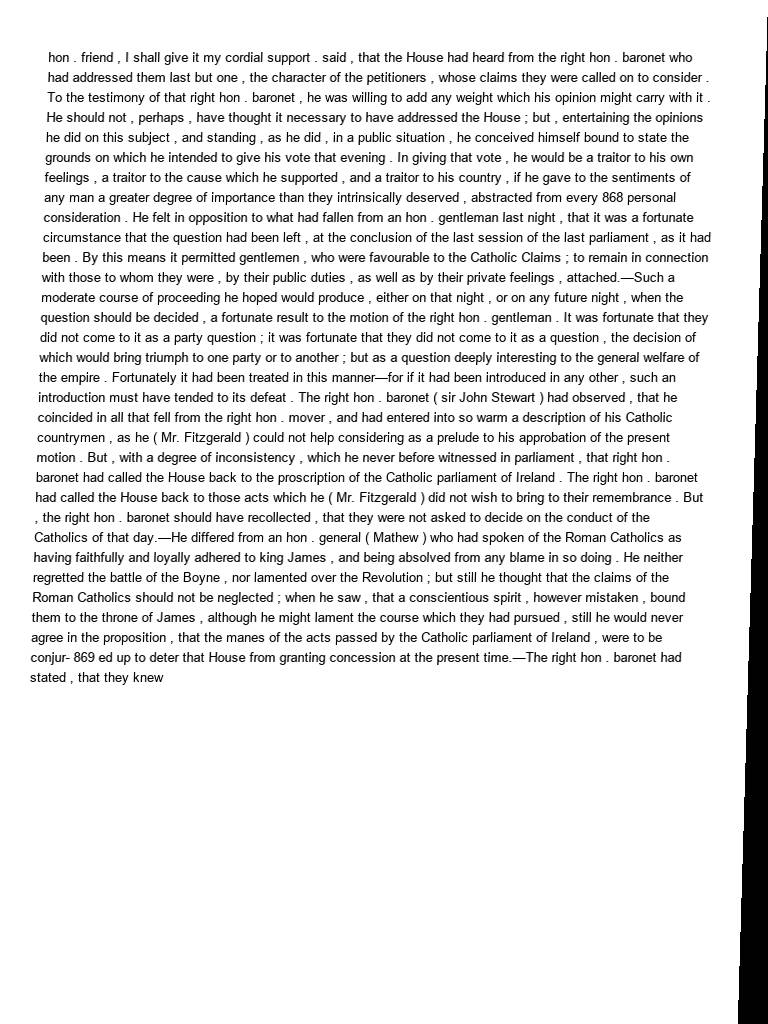 hon . friend , I shall give it my cordial support . said , that the House had heard from the right hon . baronet who
had addressed them last but one , the character of the petitioners , whose claims they were called on to consider .
To the testimony of that right hon . baronet , he was willing to add any weight which his opinion might carry with it .
He should not , perhaps , have thought it necessary to have addressed the House ; but , entertaining the opinions
he did on this subject , and standing , as he did , in a public situation , he conceived himself bound to state the
grounds on which he intended to give his vote that evening . In giving that vote , he would be a traitor to his own
feelings , a traitor to the cause which he supported , and a traitor to his country , if he gave to the sentiments of
any man a greater degree of importance than they intrinsically deserved , abstracted from every 868 personal
consideration . He felt in opposition to what had fallen from an hon . gentleman last night , that it was a fortunate
circumstance that the question had been left , at the conclusion of the last session of the last parliament , as it had
been . By this means it permitted gentlemen , who were favourable to the Catholic Claims ; to remain in connection
with those to whom they were , by their public duties , as well as by their private feelings , attached.—Such a
moderate course of proceeding he hoped would produce , either on that night , or on any future night , when the
question should be decided , a fortunate result to the motion of the right hon . gentleman . It was fortunate that they
did not come to it as a party question ; it was fortunate that they did not come to it as a question , the decision of
which would bring triumph to one party or to another ; but as a question deeply interesting to the general welfare of
the empire . Fortunately it had been treated in this manner—for if it had been introduced in any other , such an
introduction must have tended to its defeat . The right hon . baronet ( sir John Stewart ) had observed , that he
coincided in all that fell from the right hon . mover , and had entered into so warm a description of his Catholic
countrymen , as he ( Mr. Fitzgerald ) could not help considering as a prelude to his approbation of the present
motion . But , with a degree of inconsistency , which he never before witnessed in parliament , that right hon .
baronet had called the House back to the proscription of the Catholic parliament of Ireland . The right hon . baronet
had called the House back to those acts which he ( Mr. Fitzgerald ) did not wish to bring to their remembrance . But
, the right hon . baronet should have recollected , that they were not asked to decide on the conduct of the
Catholics of that day.—He differed from an hon . general ( Mathew ) who had spoken of the Roman Catholics as
having faithfully and loyally adhered to king James , and being absolved from any blame in so doing . He neither
regretted the battle of the Boyne , nor lamented over the Revolution ; but still he thought that the claims of the
Roman Catholics should not be neglected ; when he saw , that a conscientious spirit , however mistaken , bound
them to the throne of James , although he might lament the course which they had pursued , still he would never
agree in the proposition , that the manes of the acts passed by the Catholic parliament of Ireland , were to be
conjur- 869 ed up to deter that House from granting concession at the present time.—The right hon . baronet had
stated , that they knew